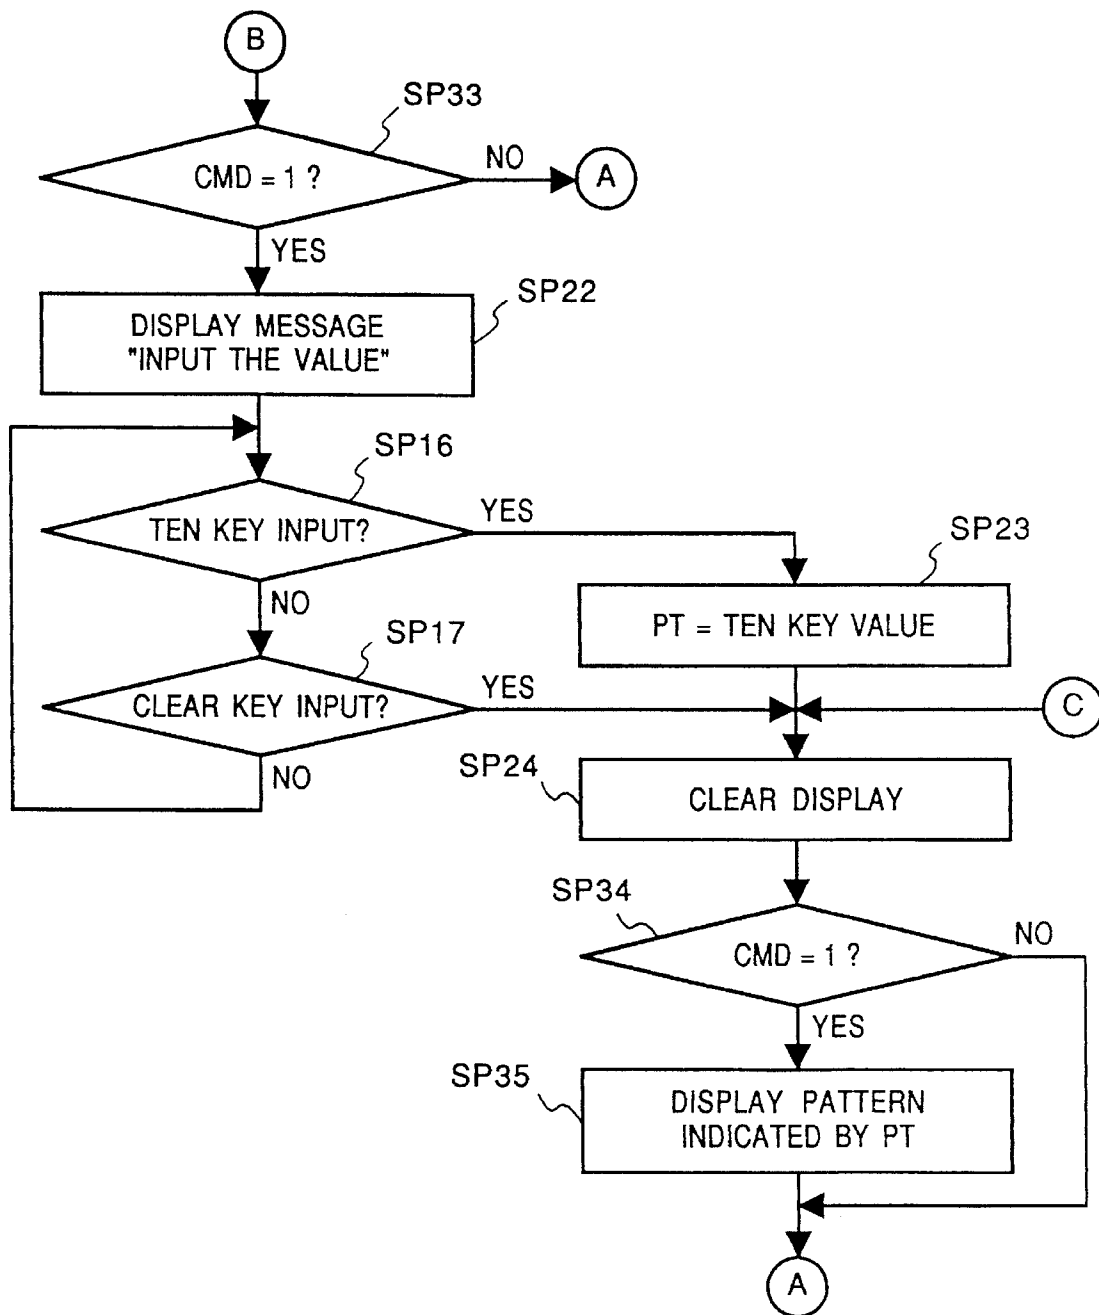 B
SP33
CMD = 1 ?
NO
A
YES
SP22
DISPLAY MESSAGE
"INPUT THE VALUE"
SP16
TEN KEY INPUT?
YES
SP23
NO
PT = TEN KEY VALUE
SP17
CLEAR KEY INPUT?
YES
C
NO
SP24
CLEAR DISPLAY
SP34
CMD = 1 ?
NO
YES
SP35
DISPLAY PATTERN
INDICATED BY PT
A